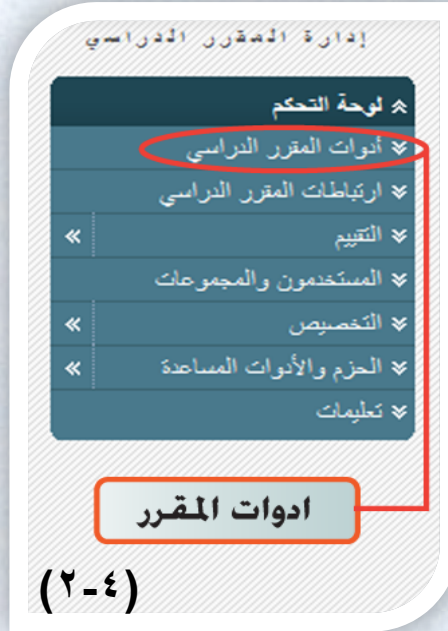 إدارة المقرر الدراسي
لوحة التحكم
أدوات المقرر الدراسي
ارتباطات المقرر الدراسي
التقييم
المستخدمون والمجموعات
التخصيص
الحزم والأدوات المساعدة
تعليمات
ادوات المقرر
(٢-٤)